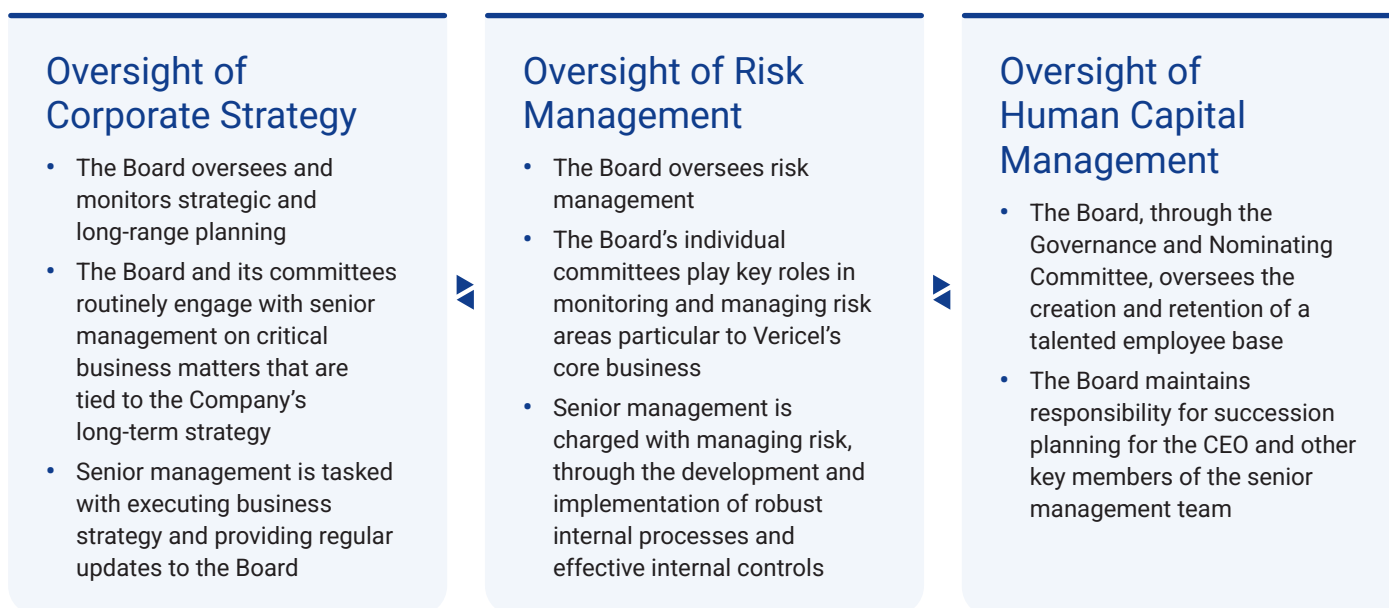 Oversight of
Corporate Strategy
• The Board oversees and
monitors strategic and
long-range planning
• The Board and its committees
routinely engage with senior
management on critical
business matters that are
tied to the Company’s
long-term strategy
• Senior management is tasked
with executing business
strategy and providing regular
updates to the Board
Oversight of Risk
Management
• The Board oversees risk
management
• The Board’s individual
committees play key roles in
monitoring and managing risk
areas particular to Vericel’s
core business
• Senior management is
charged with managing risk,
through the development and
implementation of robust
internal processes and
effective internal controls
Oversight of
Human Capital
Management
• The Board, through the
Governance and Nominating
Committee, oversees the
creation and retention of a
talented employee base
• The Board maintains
responsibility for succession
planning for the CEO and other
key members of the senior
management team